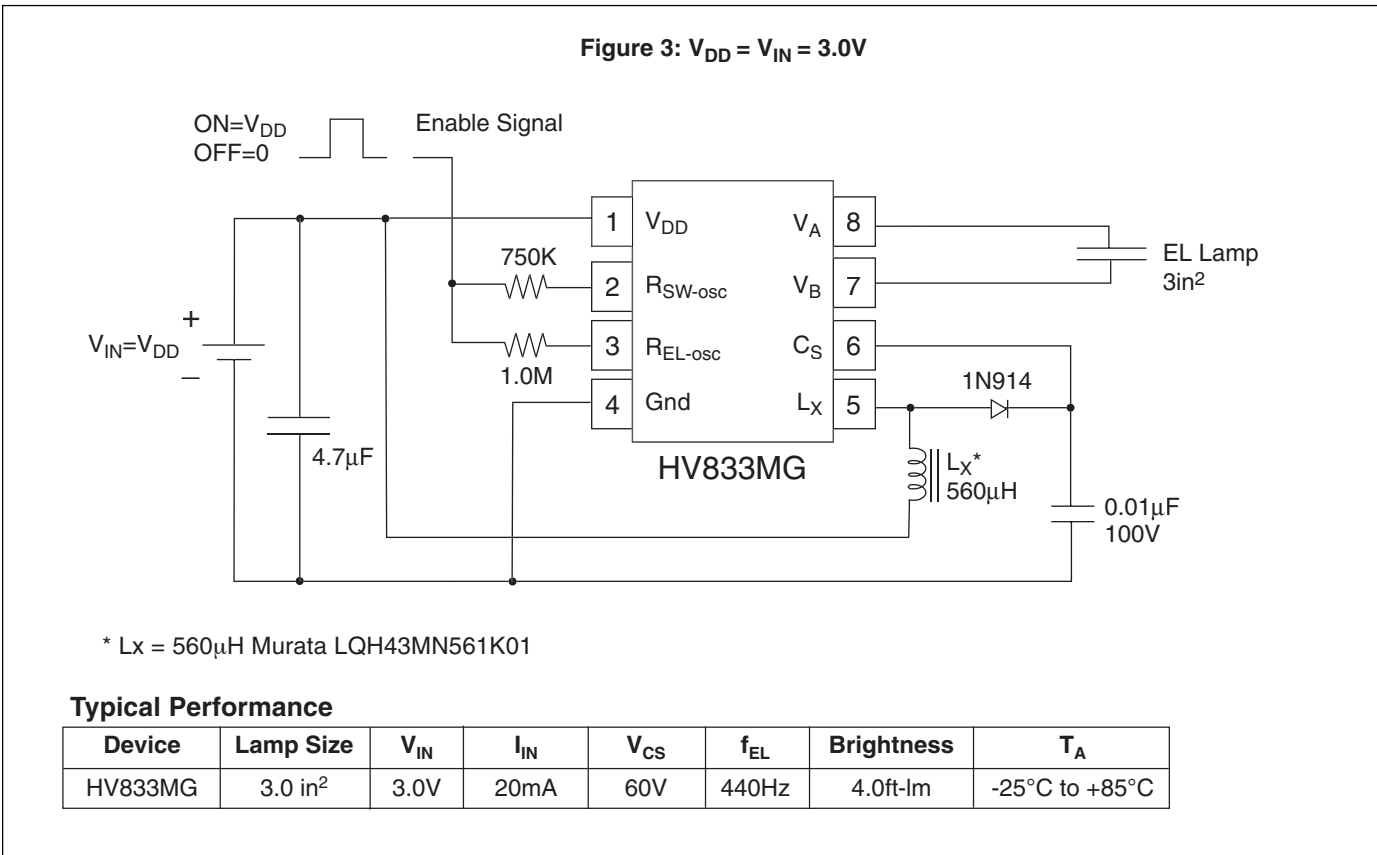 Figure 3: VDD = VIN = 3.0V
ON=VDD
OFF=0
Enable Signal
1 VDD
VA 8
750K
2 RSW-osc
VB 7
EL Lamp
3in2
+
VIN=VDD
–
3 REL-osc
CS 6
1.0M
1N914
4 Gnd
LX 5
4.7μF
HV833MG
LX*
560μH
0.01μF
100V
* Lx = 560μH Murata LQH43MN561K01
Typical Performance
Device Lamp Size VIN IIN VCS fEL Brightness TA
HV833MG 3.0 in2 3.0V 20mA 60V 440Hz 4.0ft-lm -25°C to +85°C